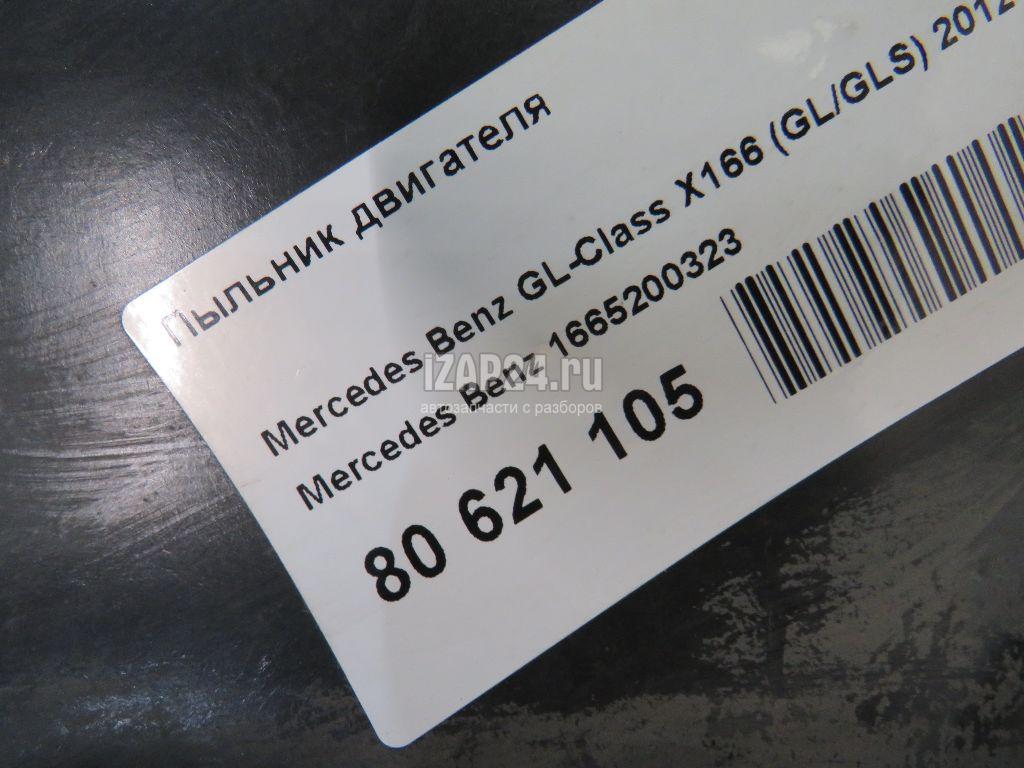 Пыльник двигателя
Mercedes Benz GL-Class X166 (GL/GLS) 2012
Mercedes Benz 1665200323
80 621 105
iZAP24.ru
автозапчасти с разборов